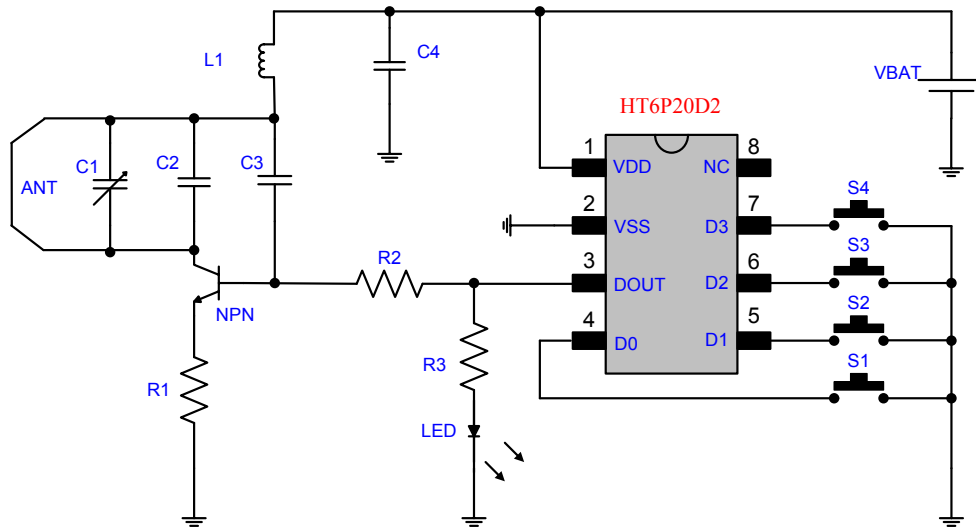 L1
C4
VBAT
HT6P20D2
C1
C2
C3
ANT
1
VDD
NC
8
S4
2
VSS
D3
7
S3
R2
3
DOUT
D2
6
NPN
S2
4
D0
D1
5
R3
S1
R1
LED